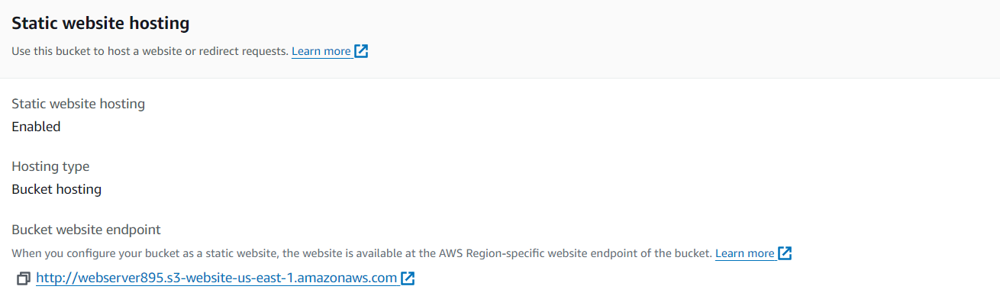 Static website hosting
Use this bucket to host a website or redirect requests. Learn more
Static website hosting
Enabled
Hosting type
Bucket hosting
Bucket website endpoint
When you configure your bucket as a static website, the website is available at the AWS Region-specific website endpoint of the bucket. Learn more
http://webserver895.s3-website-us-east-1.amazonaws.com